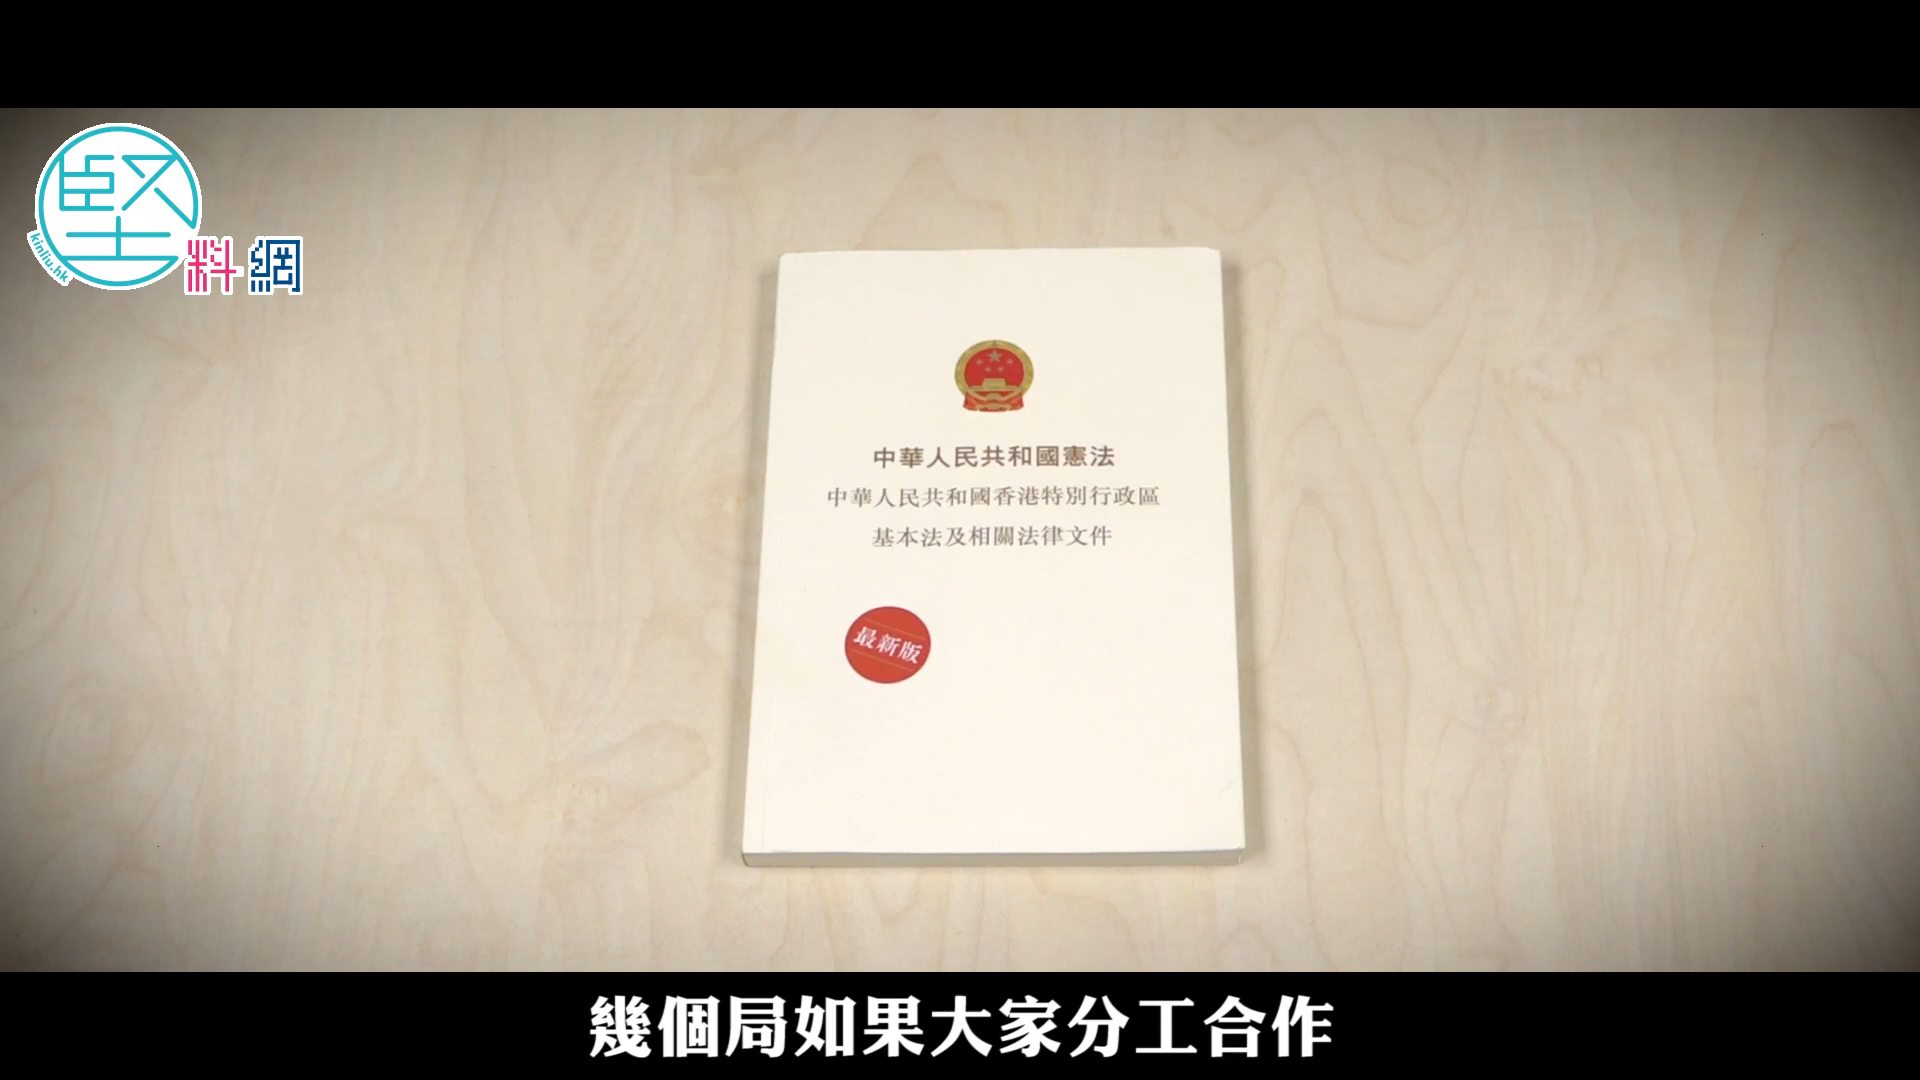 堅
料網
kinliu.hk
中華人民共和國憲法
中華人民共和國香港特別行政區
基本法及相關法律文件
最新版
幾個局如果大家分工合作